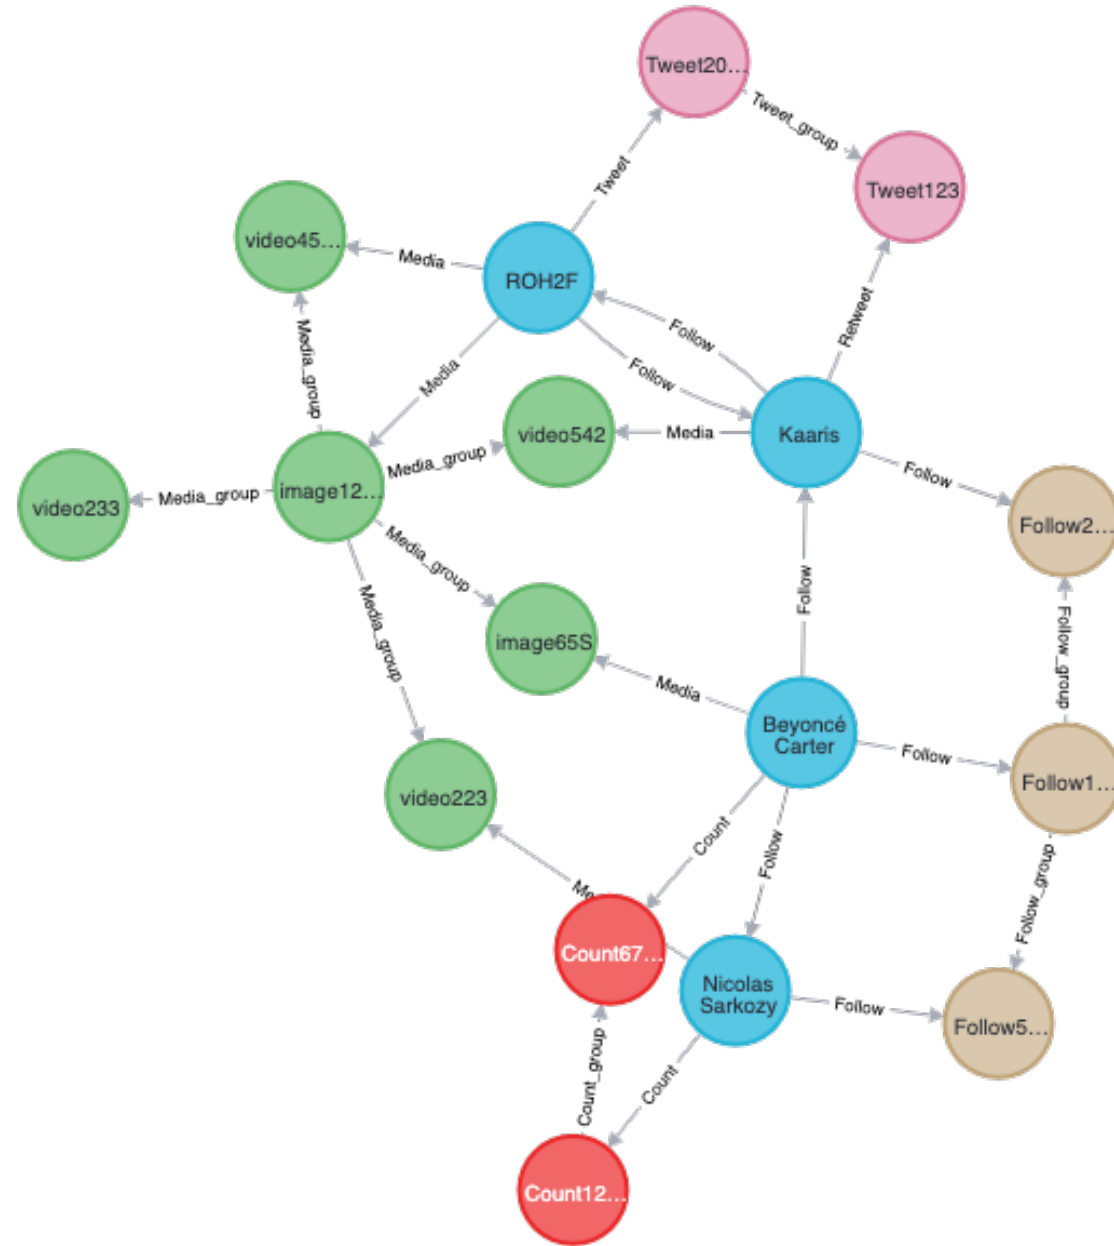 Tweet20...
Tweet_group
Tweet123
Tweet
video45...
Media
ROH2F
Retweet
Follow
Media_group
Media
Follow
video542
Media
Kaaris
Media_group
Follow
video233
Media_group
image12...
Follow2...
Media_group
Follow
Media_group
image65S
Follow_group
Media
Beyoncé
Carter
Follow
Follow1...
video223
Count
Follow
Follow_group
Me
Count67...
Nicolas
Sarkozy
Follow
Follow5...
Count_group
Count
Count12...